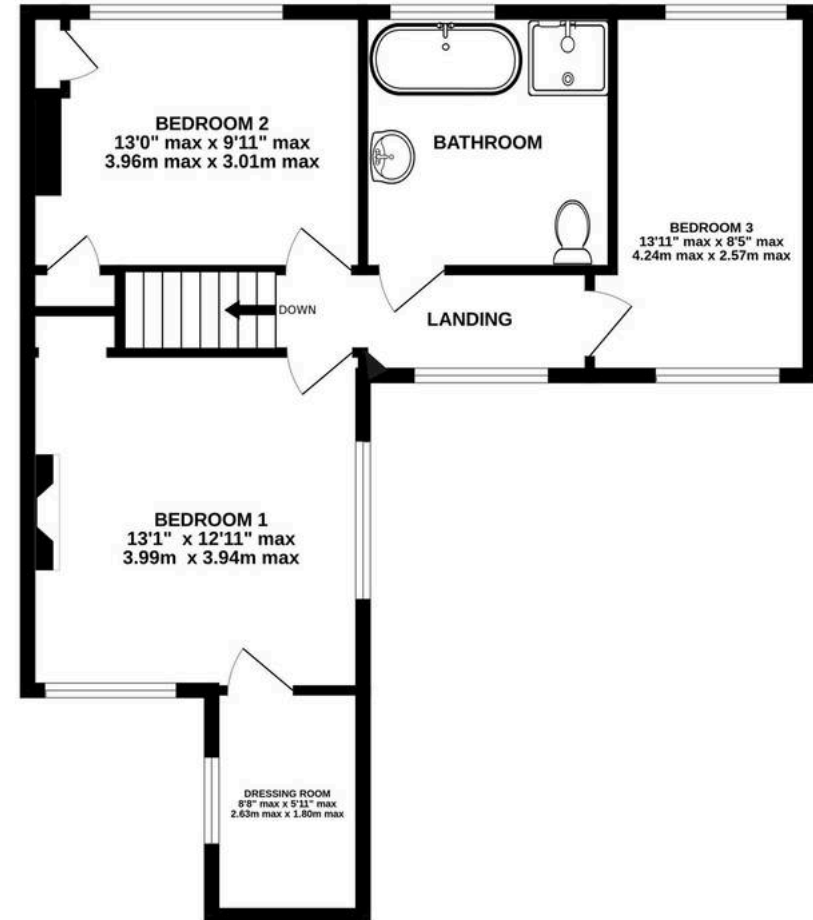 BEDROOM 2
13'0" max x 9'11" max
3.96m max x 3.01m max
BATHROOM
BEDROOM 3
13'11" max x 8'5" max
4.24m max x 2.57m max
DOWN
LANDING
BEDROOM 1
13'1" x 12'11" max
3.99m x 3.94m max
DRESSING ROOM
8'8" max x 5'11" max
2.63m max x 1.80m max